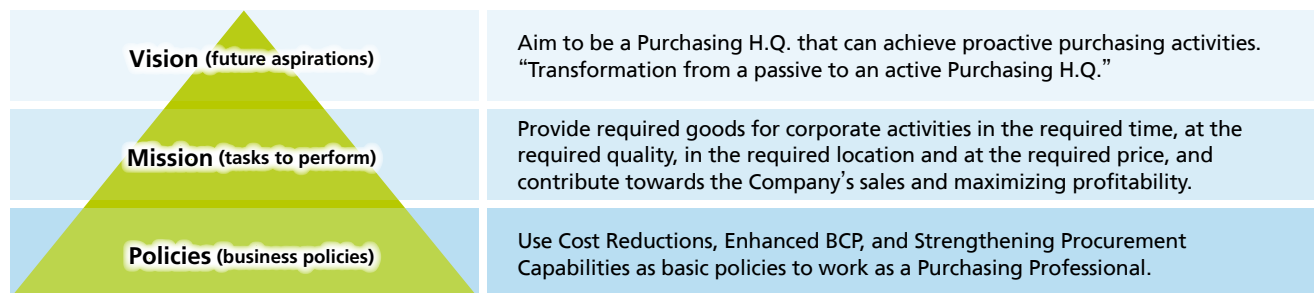 Vision (future aspirations)
Aim to be a Purchasing H.Q. that can achieve proactive purchasing activities.
“Transformation from a passive to an active Purchasing H.Q.”
Mission (tasks to perform)
Provide required goods for corporate activities in the required time, at the
required quality, in the required location and at the required price, and
contribute towards the Company’s sales and maximizing profitability.
Policies (business policies)
Use Cost Reductions, Enhanced BCP, and Strengthening Procurement
Capabilities as basic policies to work as a Purchasing Professional.